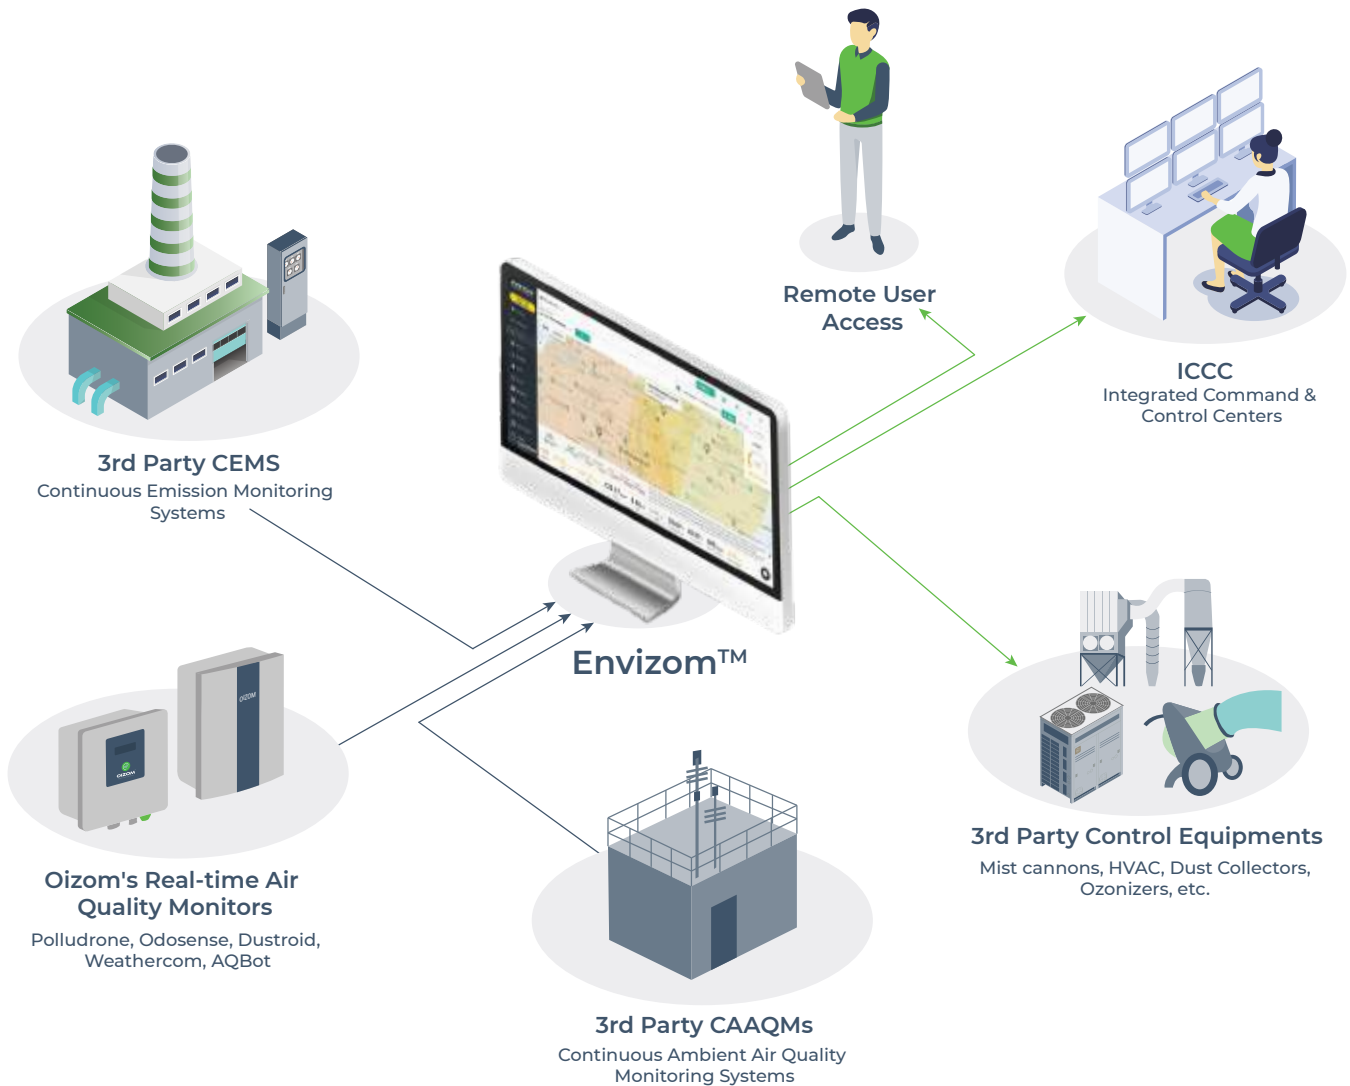 Remote User
Access
ICCC
Integrated Command &
Control Centers
3rd Party CEMS
Continuous Emission Monitoring
Systems
Envizom™
OIZOM
OIZOM
Oizom's Real-time Air
Quality Monitors
Polludrone, Odosense, Dustroid,
Weathercom, AQBot
3rd Party Control Equipments
Mist cannons, HVAC, Dust Collectors,
Ozonizers, etc.
3rd Party CAAQMs
Continuous Ambient Air Quality
Monitoring Systems